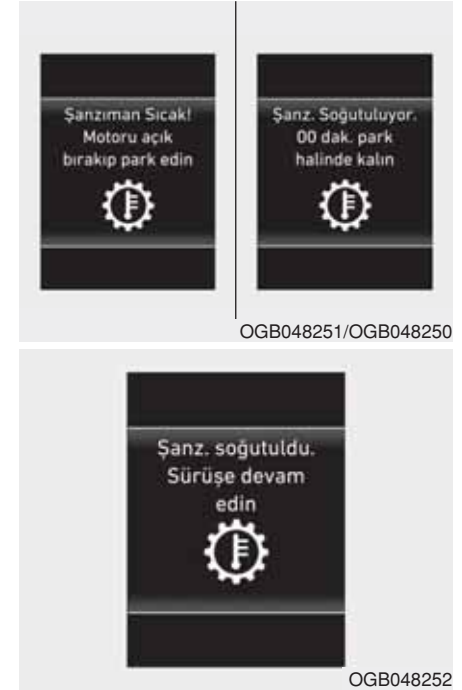 Şanzıman Sıcak!
Motoru açık
bırakıp park edin
Şanz. Soğutuluyor.
00 dak. park
halinde kalın
OGB048251/OGB048250
Şanz. soğutuldu.
Sürüşe devam
edin
OGB048252